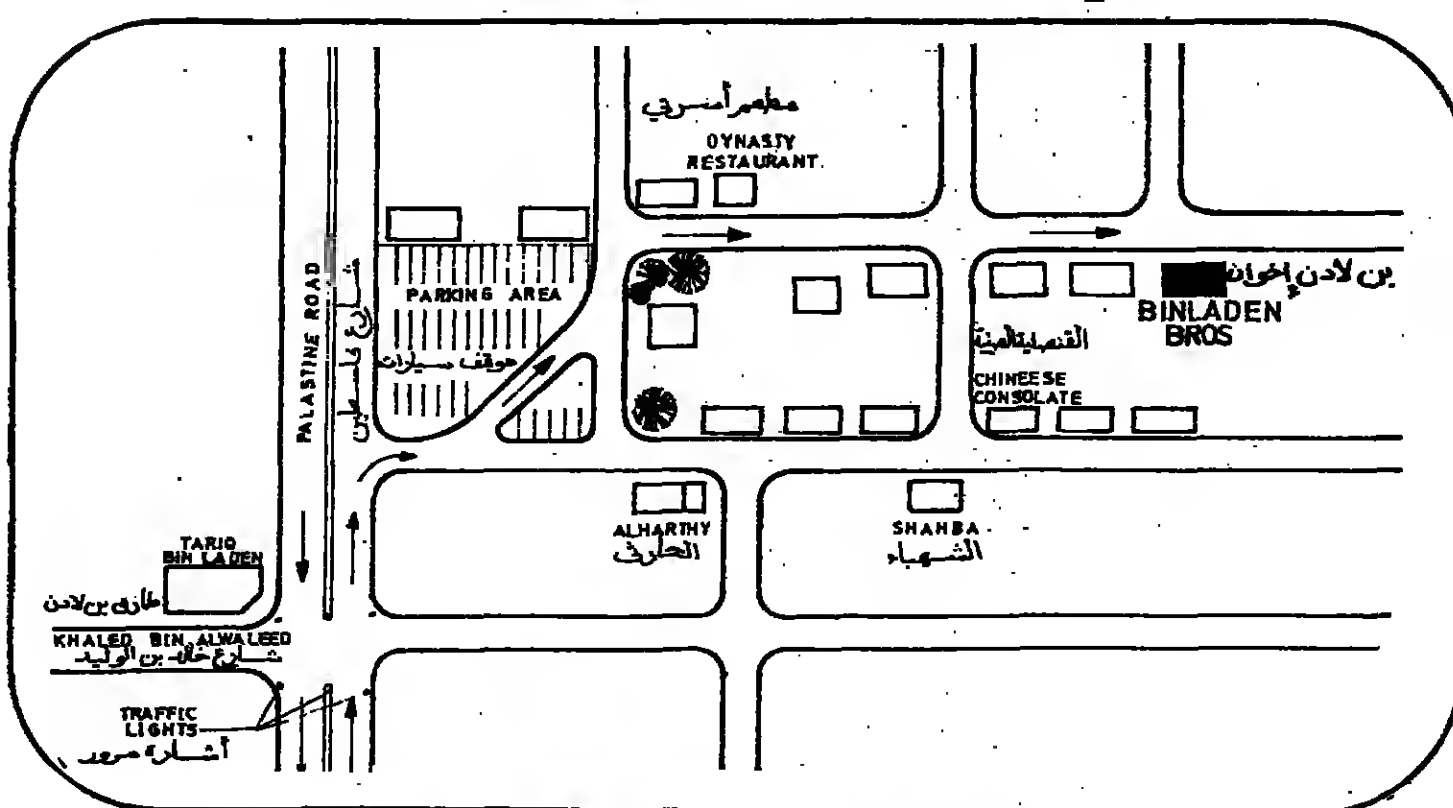 مطعم أسرتي
DYNASTY
RESTAURANT.
PARKING AREA
موقف سيارات
PALASTINE ROAD
شارع فلسطين
بن لادن إخوان
BINLADEN
BROS
القنصلية الصينية
CHINEESE
CONSOLATE
ALHARTHY
الحارثي
SHAHBA
الشهباء
TARIQ
BIN LADEN
طارق بن لادن
KHALED BIN ALWALEED
شارع خالد بن الوليد
TRAFFIC
LIGHTS
أشارة مرور